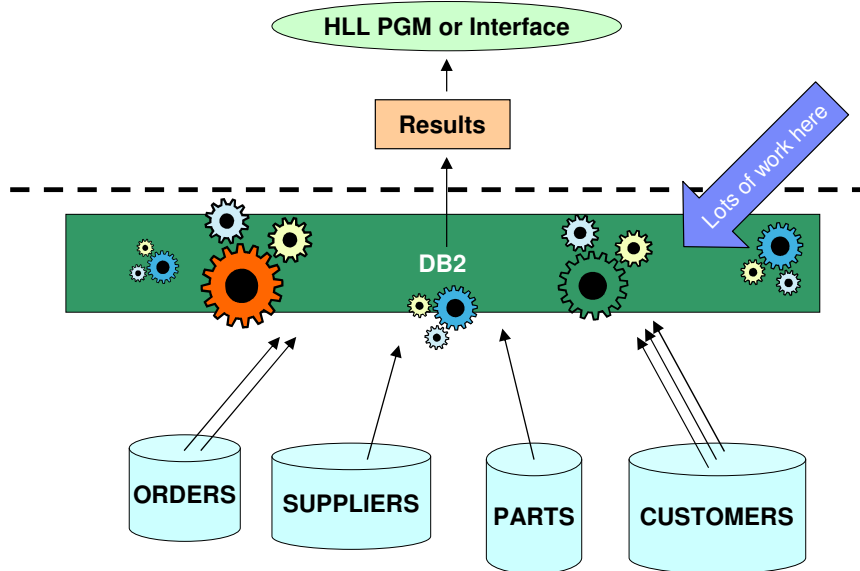 HLL PGM or Interface
Results
Lots of work here
DB2
ORDERS
SUPPLIERS
PARTS
CUSTOMERS